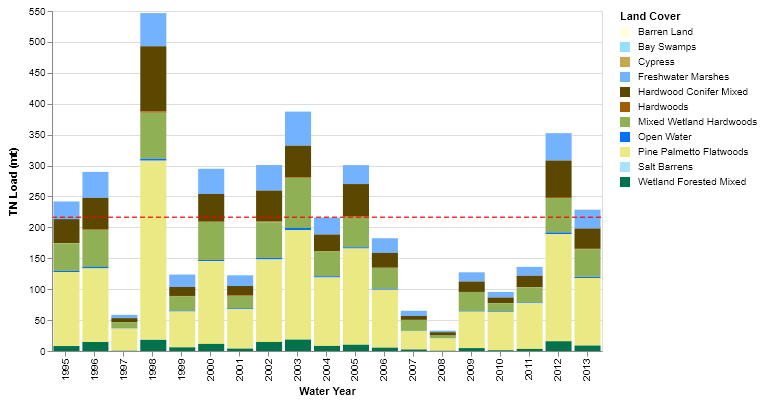 550
500
450
400
350
300
250
200
150
100
50
0
TN Load (mt)
1995 1996 1997 1998 1999 2000 2001 2002 2003 2004 2005 2006 2007 2008 2009 2010 2011 2012 2013
Water Year
Land Cover
Barren Land
Bay Swamps
Cypress
Freshwater Marshes
Hardwood Conifer Mixed
Hardwoods
Mixed Wetland Hardwoods
Open Water
Pine Palmetto Flatwoods
Salt Barrens
Wetland Forested Mixed